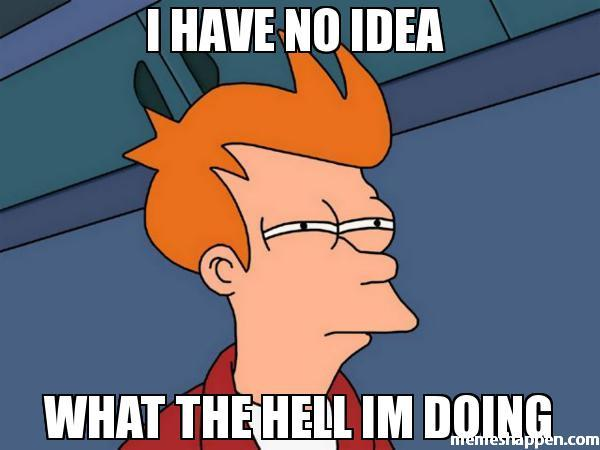 I HAVE NO IDEA
WHAT THE HELL IM DOING
memeshappen.com